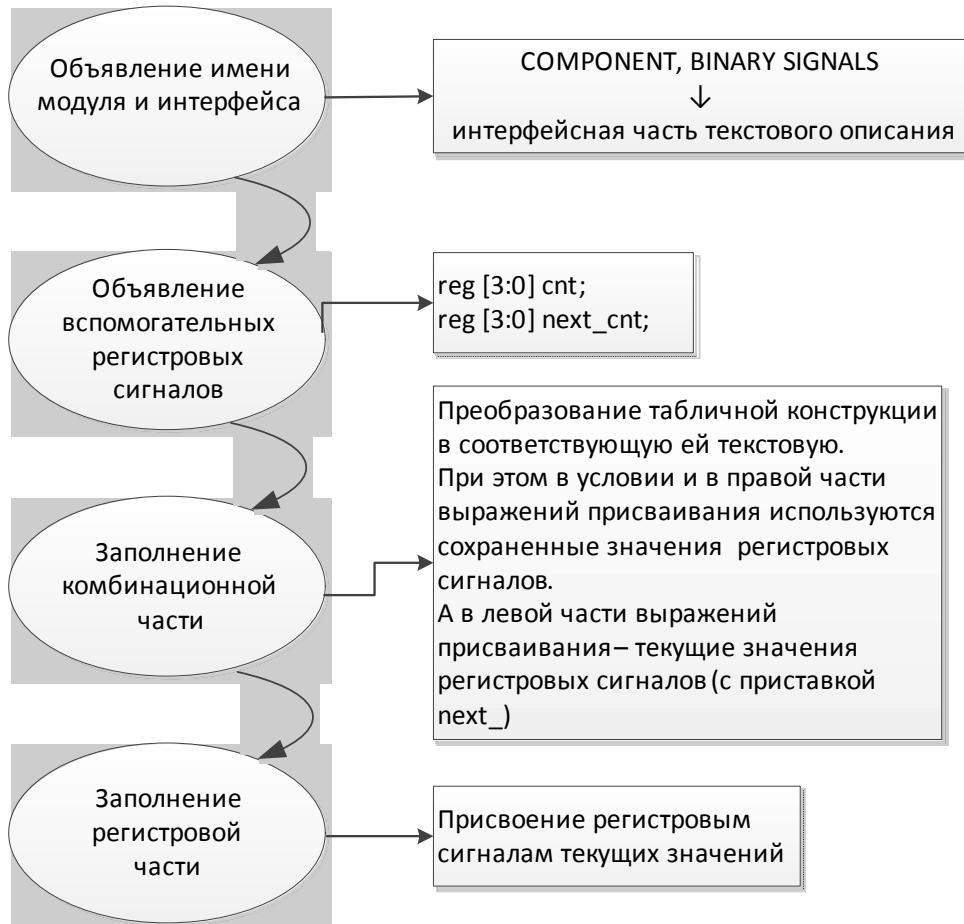 Объявление имени
модуля и интерфейса
COMPONENT, BINARY SIGNALS
↓
интерфейсная часть текстового описания
Объявление
вспомогательных
регистровых
сигналов
reg [3:0] cnt;
reg [3:0] next_cnt;
Заполнение
комбинационной
части
Преобразование табличной конструкции
в соответствующую ей текстовую.
При этом в условии и в правой части
выражений присваивания используются
сохраненные значения регистровых
сигналов.
А в левой части выражений
присваивания – текущие значения
регистровых сигналов (с приставкой
next_)
Заполнение
регистровой
части
Присвоение регистровым
сигналам текущих значений